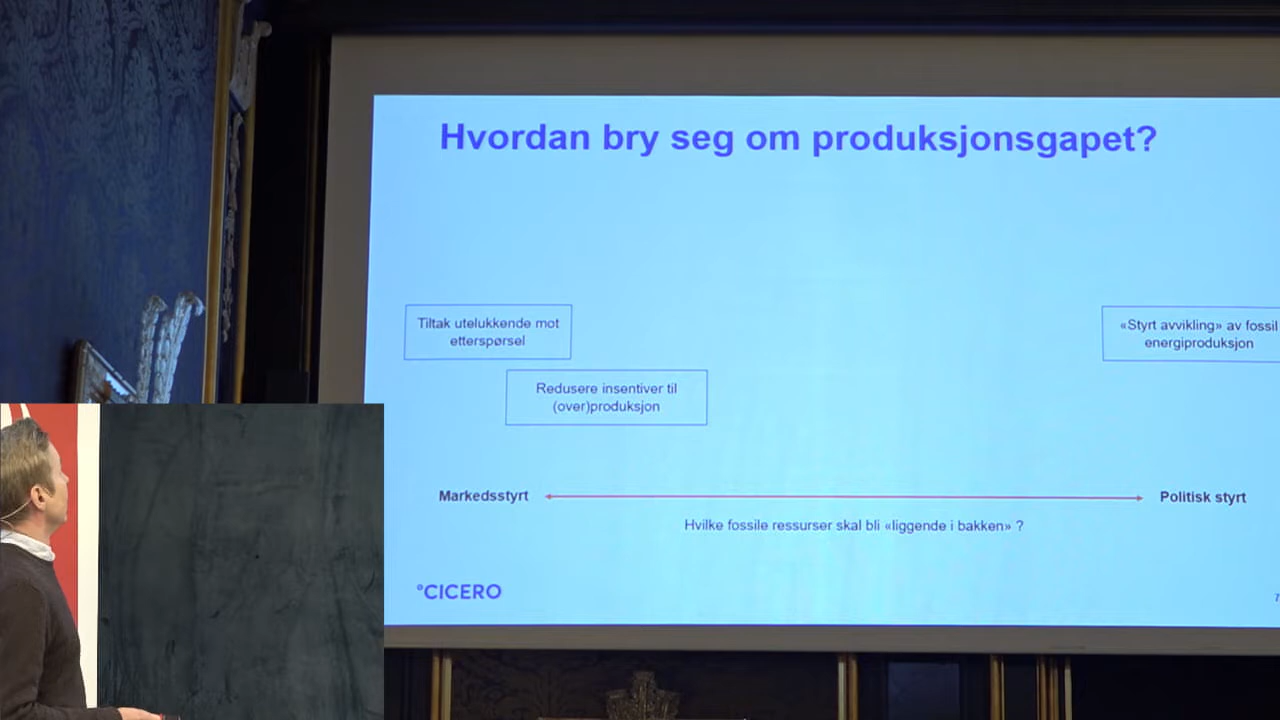 Hvordan bry seg om produksjonsgapet?
Tiltak utelukkende mot
etterspørsel
«Styrt avvikling» av fossil
energiproduksjon
Redusere insentiver til
(over)produksjon
Markedsstyrt
Politisk styrt
Hvilke fossile ressurser skal bli «liggende i bakken» ?
°CICERO
7